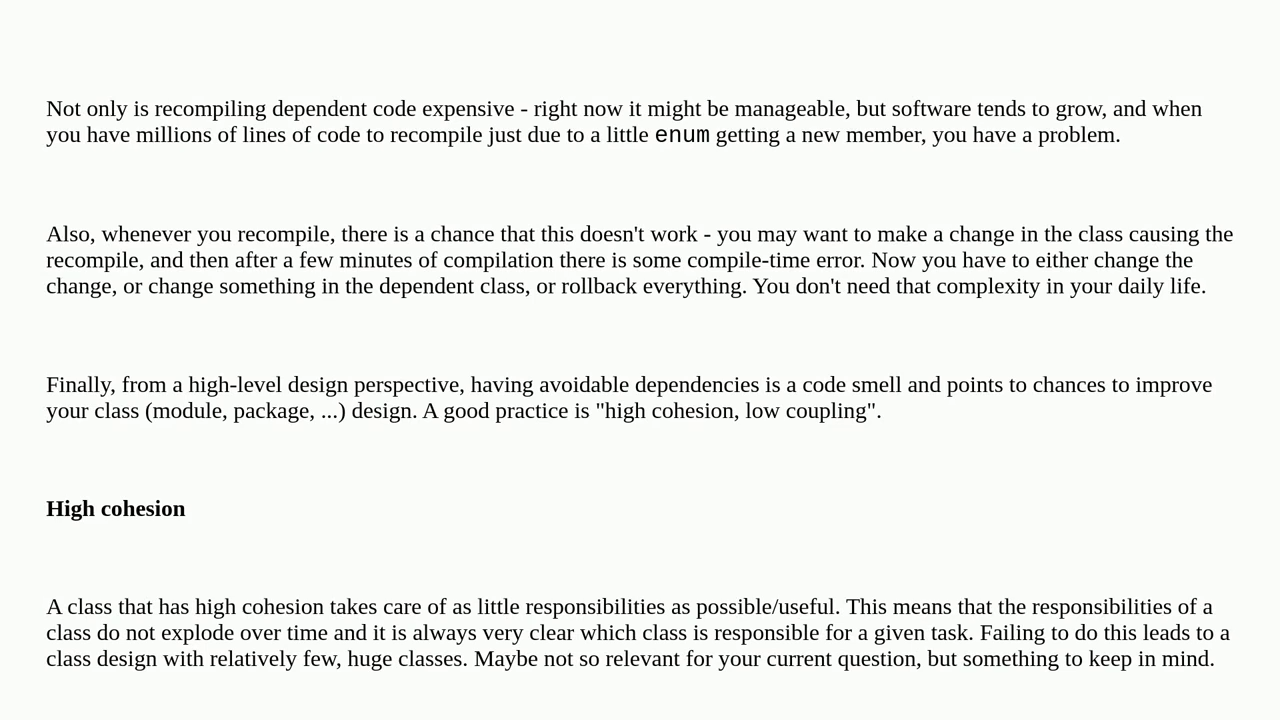 Not only is recompiling dependent code expensive - right now it might be manageable, but software tends to grow, and when
you have millions of lines of code to recompile just due to a little enum getting a new member, you have a problem.
Also, whenever you recompile, there is a chance that this doesn't work - you may want to make a change in the class causing the
recompile, and then after a few minutes of compilation there is some compile-time error. Now you have to either change the
change, or change something in the dependent class, or rollback everything. You don't need that complexity in your daily life.
Finally, from a high-level design perspective, having avoidable dependencies is a code smell and points to chances to improve
your class (module, package, ...) design. A good practice is "high cohesion, low coupling".
High cohesion
A class that has high cohesion takes care of as little responsibilities as possible/useful. This means that the responsibilities of a
class do not explode over time and it is always very clear which class is responsible for a given task. Failing to do this leads to a
class design with relatively few, huge classes. Maybe not so relevant for your current question, but something to keep in mind.